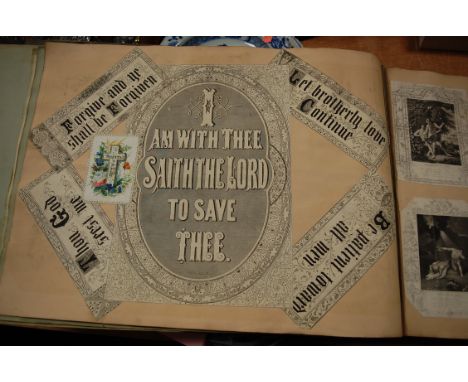 Forgive and ye
shall be Forgiven
Let brotherly love
Continue
I
AM WITH THEE
SAITH THE LORD
TO SAVE
THEE.
Thou God
seest me
Be patient toward
all men